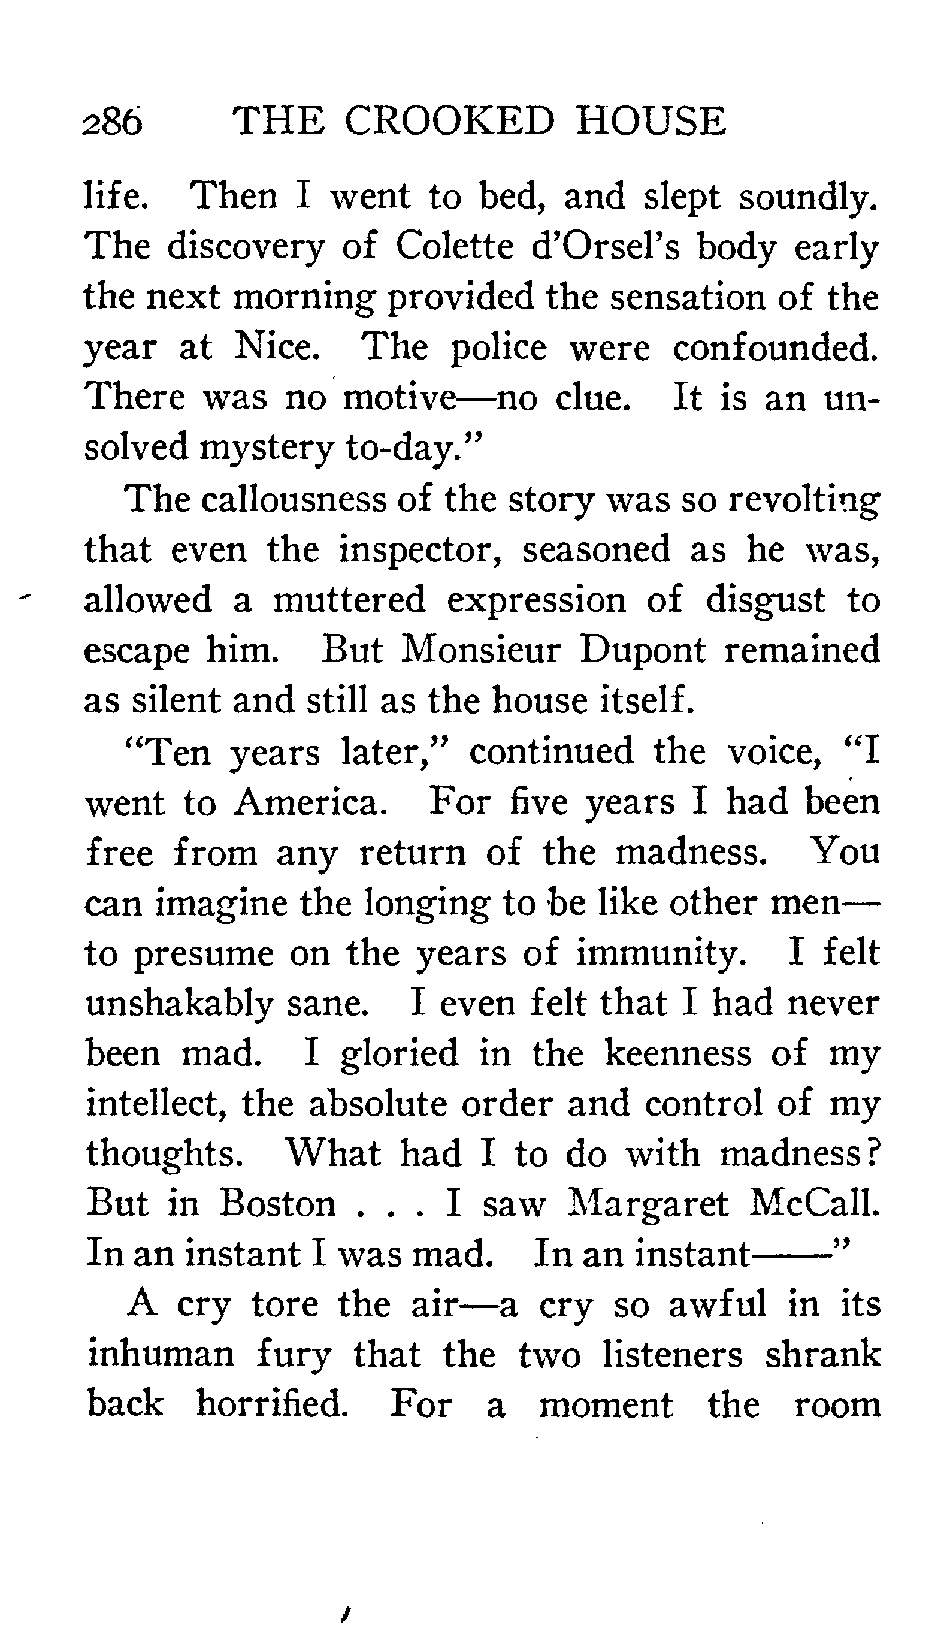 286 THE CROOKED HOUSE
life. Then I went to bed, and slept soundly.
The discovery of Colette d'Orsel's body early
the next morning provided the sensation of the
year at Nice. The police were confounded.
There was no motive—no clue. It is an un-
solved mystery to-day."
The callousness of the story was so revolting
that even the inspector, seasoned as he was,
allowed a muttered expression of disgust to
escape him. But Monsieur Dupont remained
as silent and still as the house itself.
"Ten years later," continued the voice, "I
went to America. For five years I had been
free from any return of the madness. You
can imagine the longing to be like other men—
to presume on the years of immunity. I felt
unshakably sane. I even felt that I had never
been mad. I gloried in the keenness of my
intellect, the absolute order and control of my
thoughts. What had I to do with madness?
But in Boston . . . I saw Margaret McCall.
In an instant I was mad. In an instant——"
A cry tore the air—a cry so awful in its
inhuman fury that the two listeners shrank
back horrified. For a moment the room